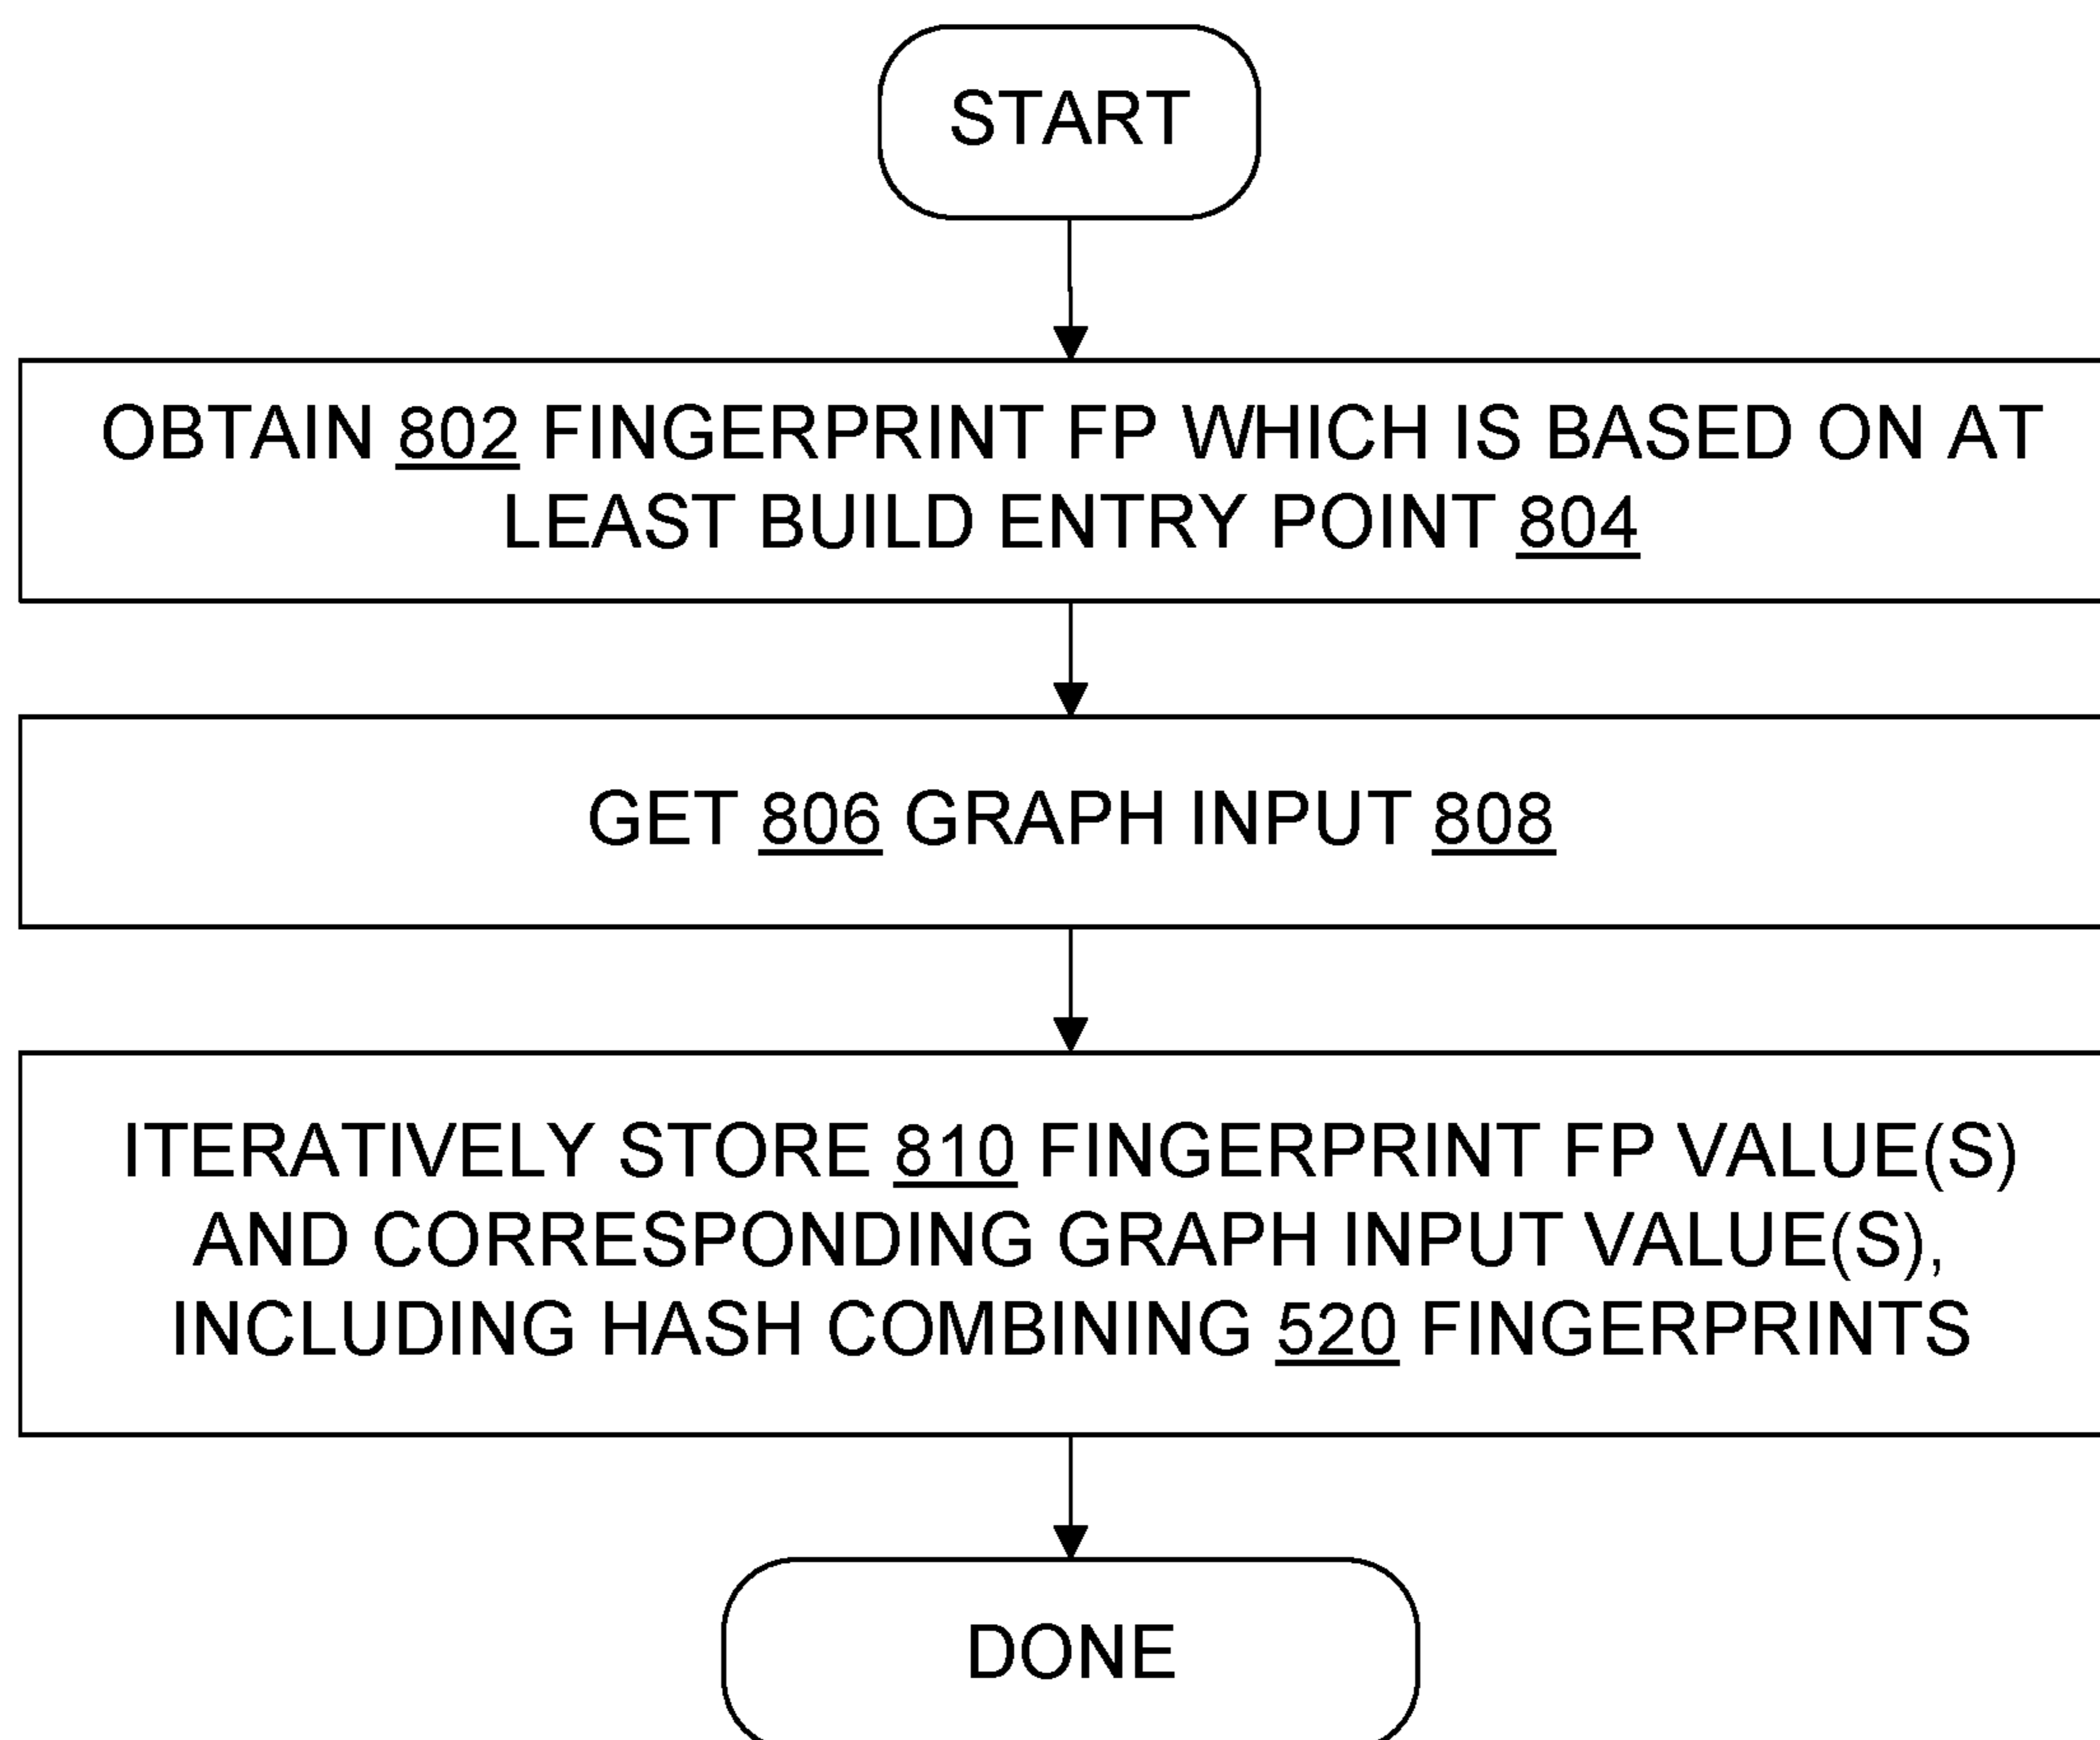 START
OBTAIN 802 FINGERPRINT FP WHICH IS BASED ON AT
LEAST BUILD ENTRY POINT 804
GET 806 GRAPH INPUT 808
ITERATIVELY STORE 810 FINGERPRINT FP VALUE(S)
AND CORRESPONDING GRAPH INPUT VALUE(S),
INCLUDING HASH COMBINING 520 FINGERPRINTS
DONE